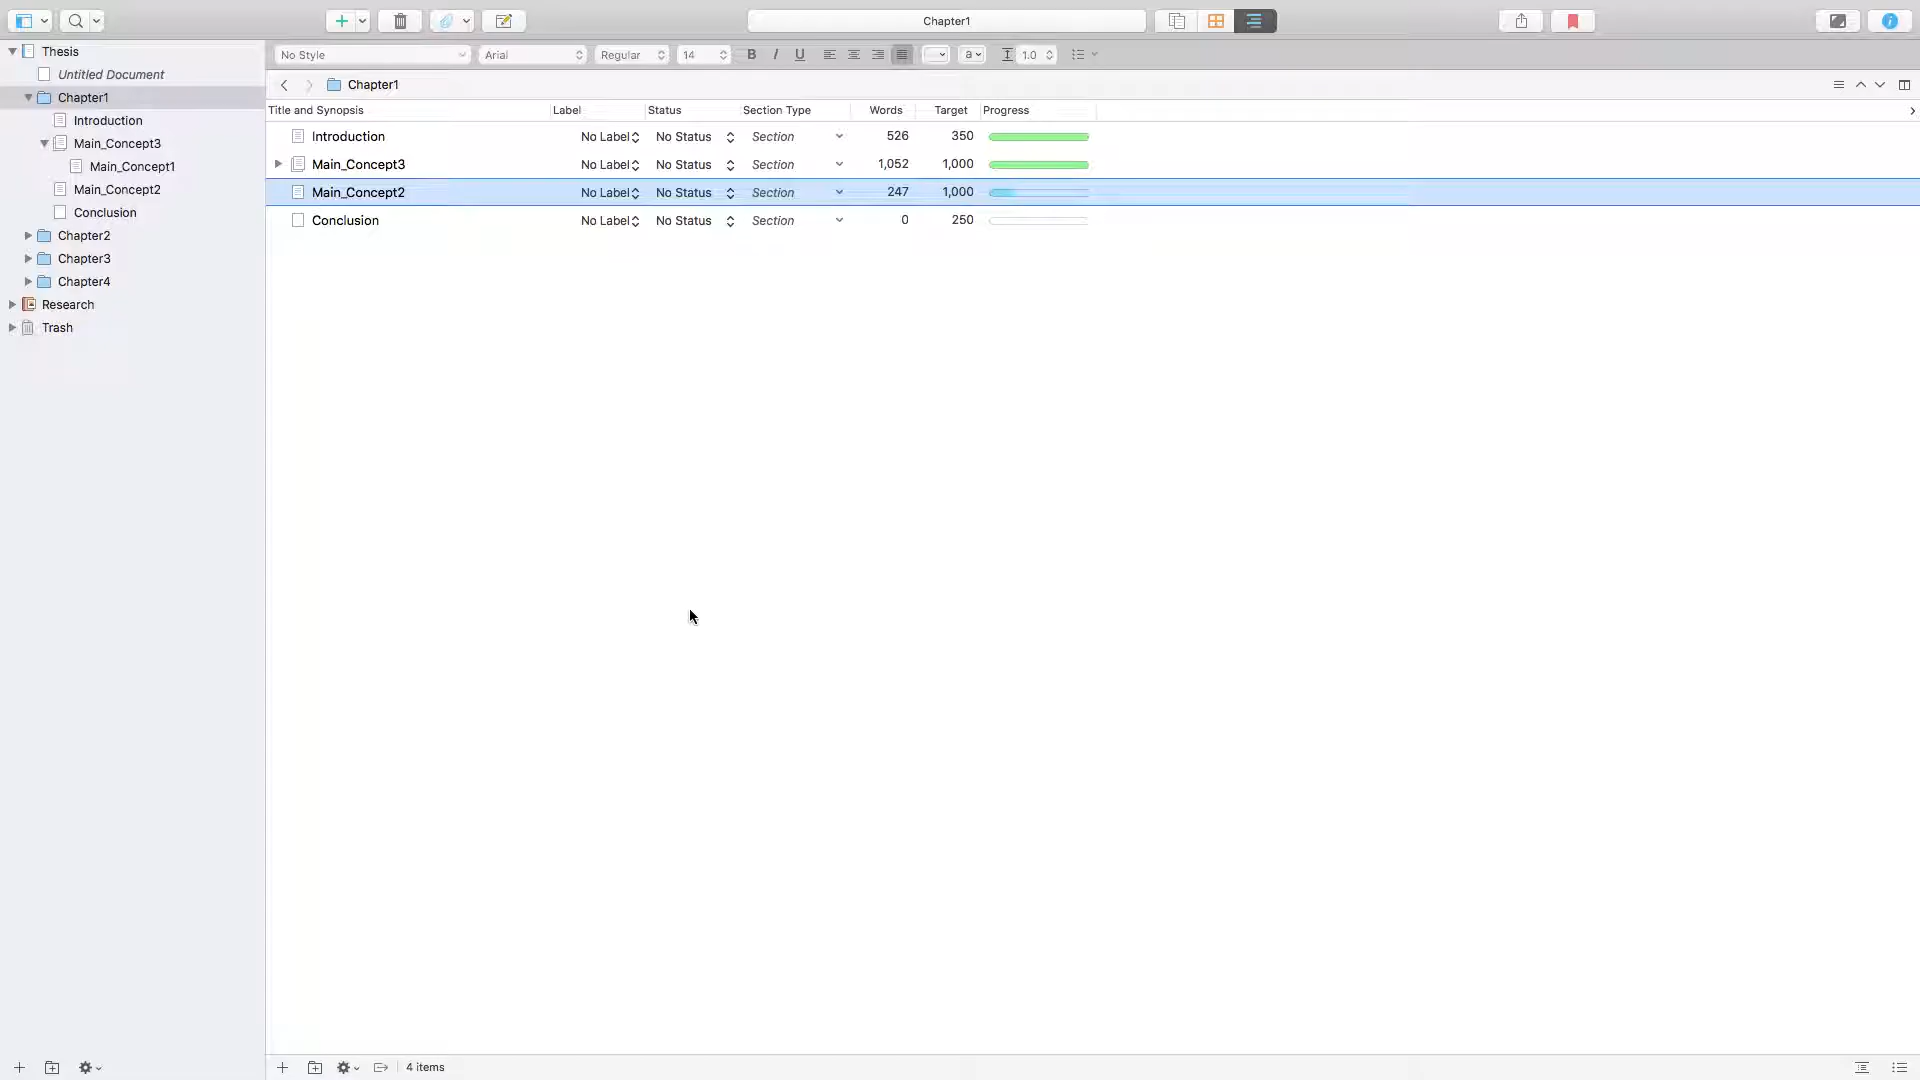 Chapter1
Thesis
Untitled Document
Chapter1
Introduction
Main_Concept3
Main_Concept1
Main_Concept2
Conclusion
Chapter2
Chapter3
Chapter4
Research
Trash
No Style Arial Regular 14 B I U a 1.0
Chapter1
Title and Synopsis Label Status Section Type Words Target Progress
Introduction No Label No Status Section 526 350
Main_Concept3 No Label No Status Section 1,052 1,000
Main_Concept2 No Label No Status Section 247 1,000
Conclusion No Label No Status Section 0 250
4 items